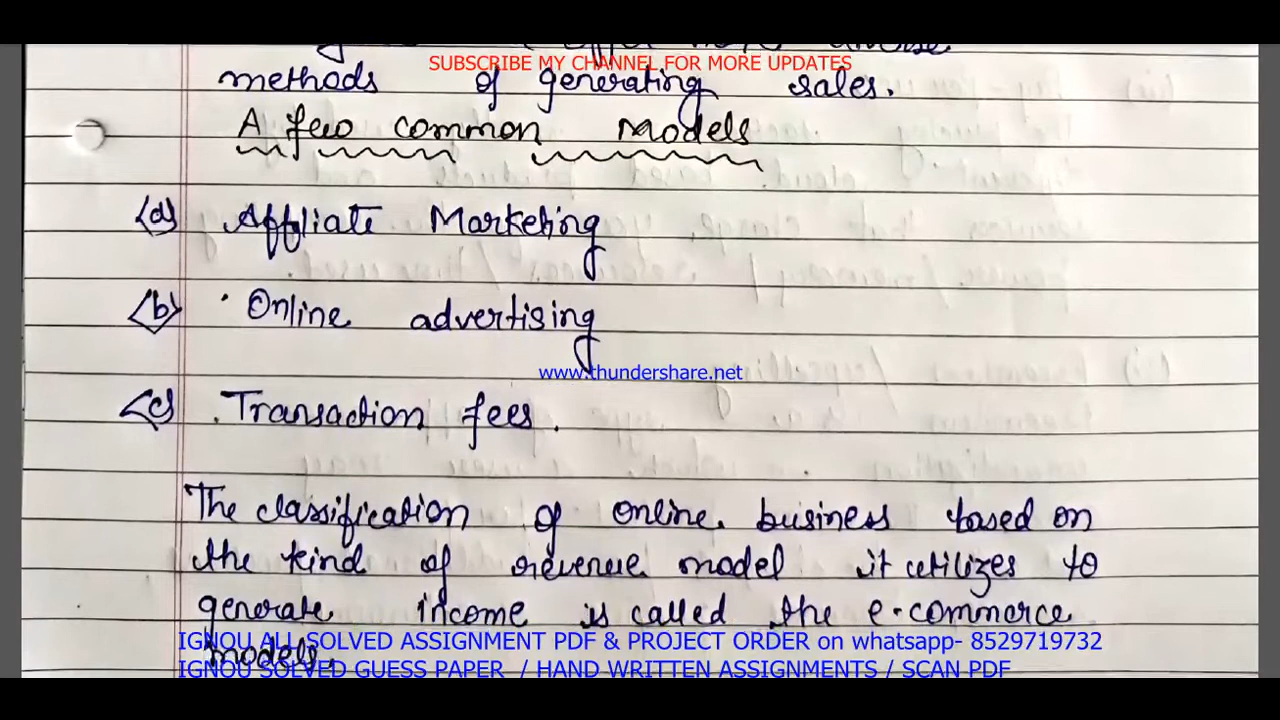 SUBSCRIBE MY CHANNEL FOR MORE UPDATES
methods of generating sales.
A few common Models
(a) Affiliate Marketing
(b) Online advertising
www.thundershare.net
(c) Transaction fees.
The classification of online business based on
the kind of revenue model it utilizes to
generate income is called the e-commerce
models.
IGNOU ALL SOLVED ASSIGNMENT PDF & PROJECT ORDER on whatsapp- 8529719732
IGNOU SOLVED GUESS PAPER / HAND WRITTEN ASSIGNMENTS / SCAN PDF